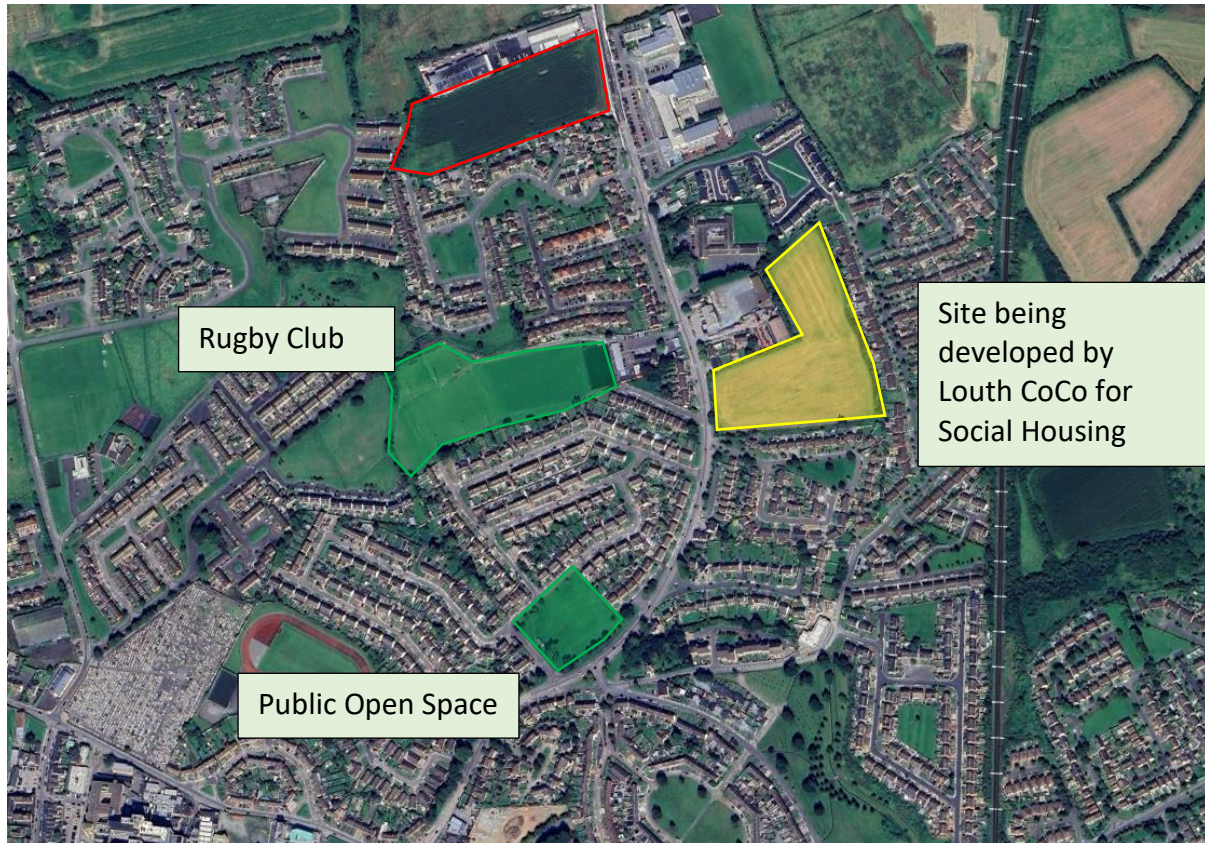 Rugby Club
Site being
developed by
Louth CoCo for
Social Housing
Public Open Space